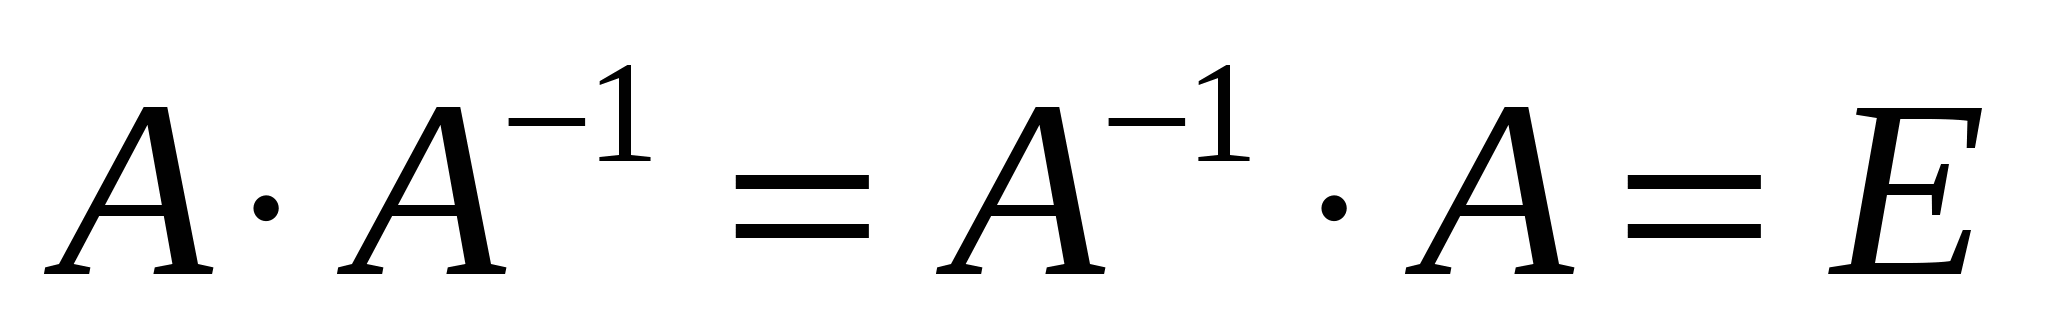 A · A⁻¹ = A⁻¹ · A = E